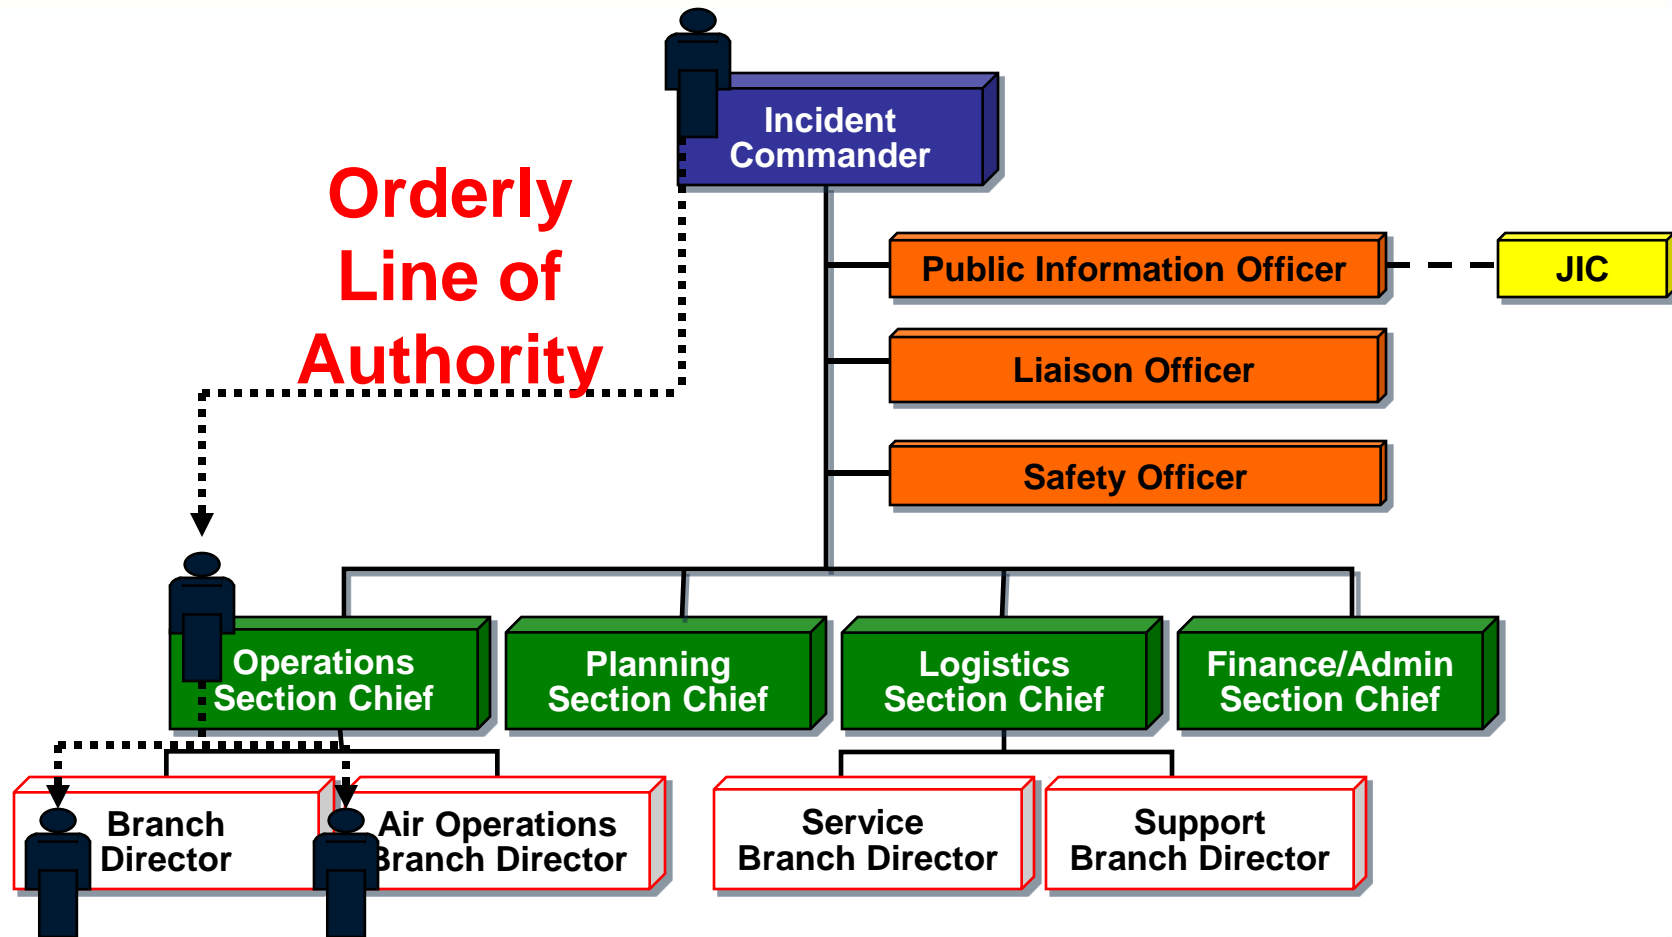 Incident
Commander
Orderly
Line of
Authority
Public Information Officer
JIC
Liaison Officer
Safety Officer
Operations
Section Chief
Planning
Section Chief
Logistics
Section Chief
Finance/Admin
Section Chief
Branch
Director
Air Operations
Branch Director
Service
Branch Director
Support
Branch Director